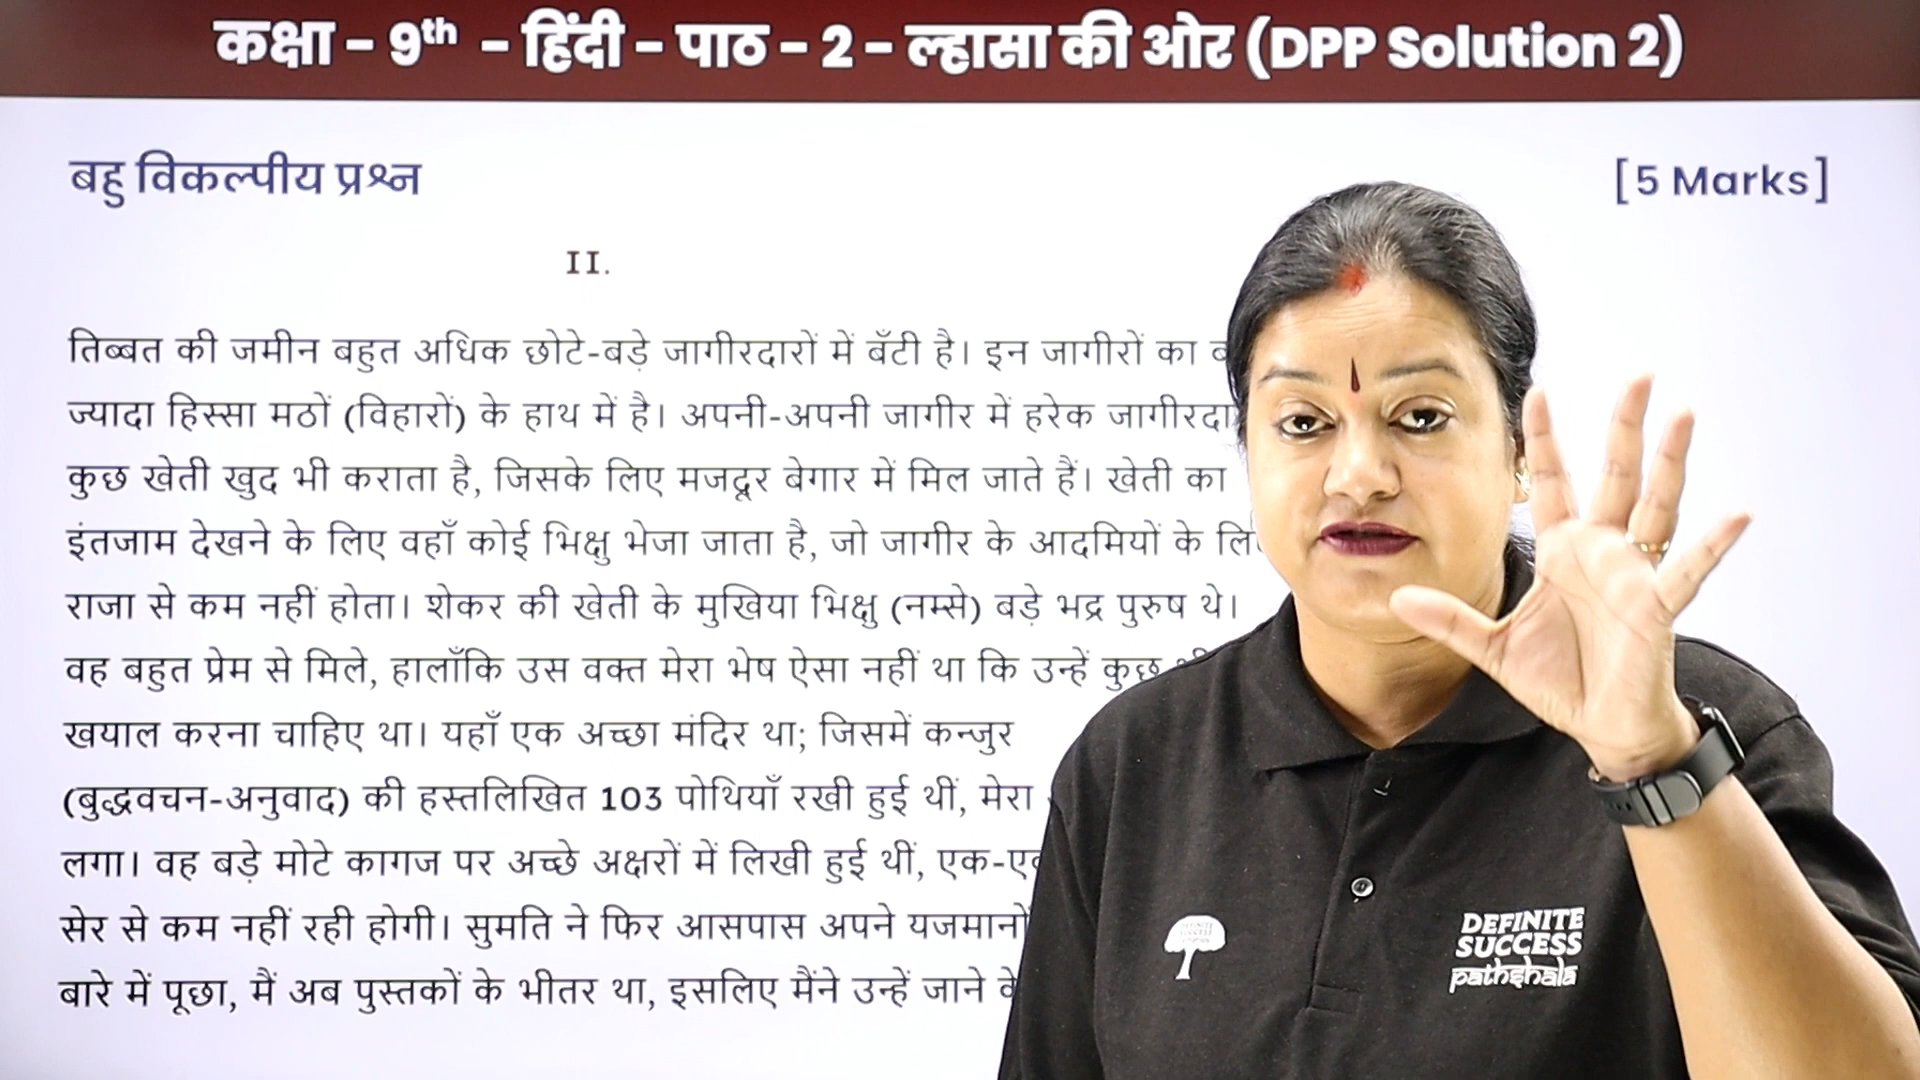 कक्षा – 9th – हिंदी – पाठ – 2 – ल्हासा की ओर (DPP Solution 2)
बहु विकल्पीय प्रश्न
[5 Marks]
II.
तिब्बत की जमीन बहुत अधिक छोटे-बड़े जागीरदारों में बँटी है। इन जागीरों का
ज्यादा हिस्सा मठों (विहारों) के हाथ में है। अपनी-अपनी जागीर में हरेक
कुछ खेती खुद भी कराता है, जिसके लिए मजदूर बेगार में मिल जाते हैं। खेती का
इंतजाम देखने के लिए वहाँ कोई भिक्षु भेजा जाता है, जो जागीर के आदमियों के
राजा से कम नहीं होता। शेकर की खेती के मुखिया भिक्षु (नम्से) बड़े भद्र पुरुष थे।
वह बहुत प्रेम से मिले, हालाँकि उस वक्त मेरा भेष ऐसा नहीं था कि उन्हें कुछ
खयाल करना चाहिए था। यहाँ एक अच्छा मंदिर था; जिसमें कन्जुर
(बुद्धवचन-अनुवाद) की हस्तलिखित 103 पोथियाँ रखी हुई थीं, मेरा
लगा। वह बड़े मोटे कागज पर अच्छे अक्षरों में लिखी हुई थीं,
सेर से कम नहीं रही होगी। सुमति ने फिर आसपास अपने यजमानों
बारे में पूछा, मैं अब पुस्तकों के भीतर था, इसलिए मैंने उन्हें जाने
DEFINITE
SUCCESS
pathshala